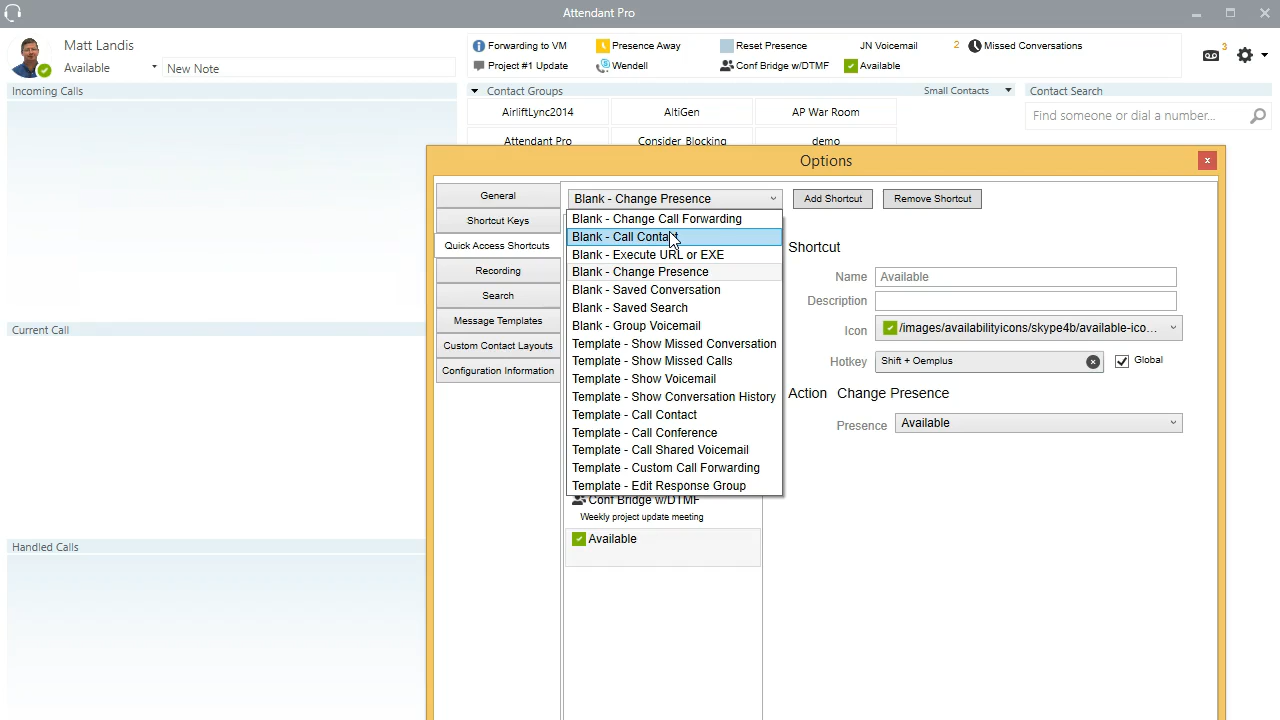 Attendant Pro
Matt Landis
Available
New Note
Forwarding to VM
Presence Away
Reset Presence
JN Voicemail
2
Missed Conversations
Project #1 Update
Wendell
Conf Bridge w/DTMF
Available
3
Incoming Calls
Contact Groups
Small Contacts
Contact Search
AirliftLync2014
AltiGen
AP War Room
Find someone or dial a number...
Attendant Pro
Consider Blocking
demo
Options
General
Shortcut Keys
Quick Access Shortcuts
Recording
Search
Message Templates
Custom Contact Layouts
Configuration Information
Blank - Change Presence
Add Shortcut
Remove Shortcut
Blank - Change Call Forwarding
Blank - Call Contact
Blank - Execute URL or EXE
Blank - Change Presence
Blank - Saved Conversation
Blank - Saved Search
Blank - Group Voicemail
Template - Show Missed Conversation
Template - Show Missed Calls
Template - Show Voicemail
Template - Show Conversation History
Template - Call Contact
Template - Call Conference
Template - Call Shared Voicemail
Template - Custom Call Forwarding
Template - Edit Response Group
Conf Bridge w/DTMF
Weekly project update meeting
Available
Shortcut
Name
Available
Description
Icon
/images/availabilityicons/skype4b/available-ico...
Hotkey
Shift + Oemplus
Global
Action Change Presence
Presence
Available
Current Call
Handled Calls